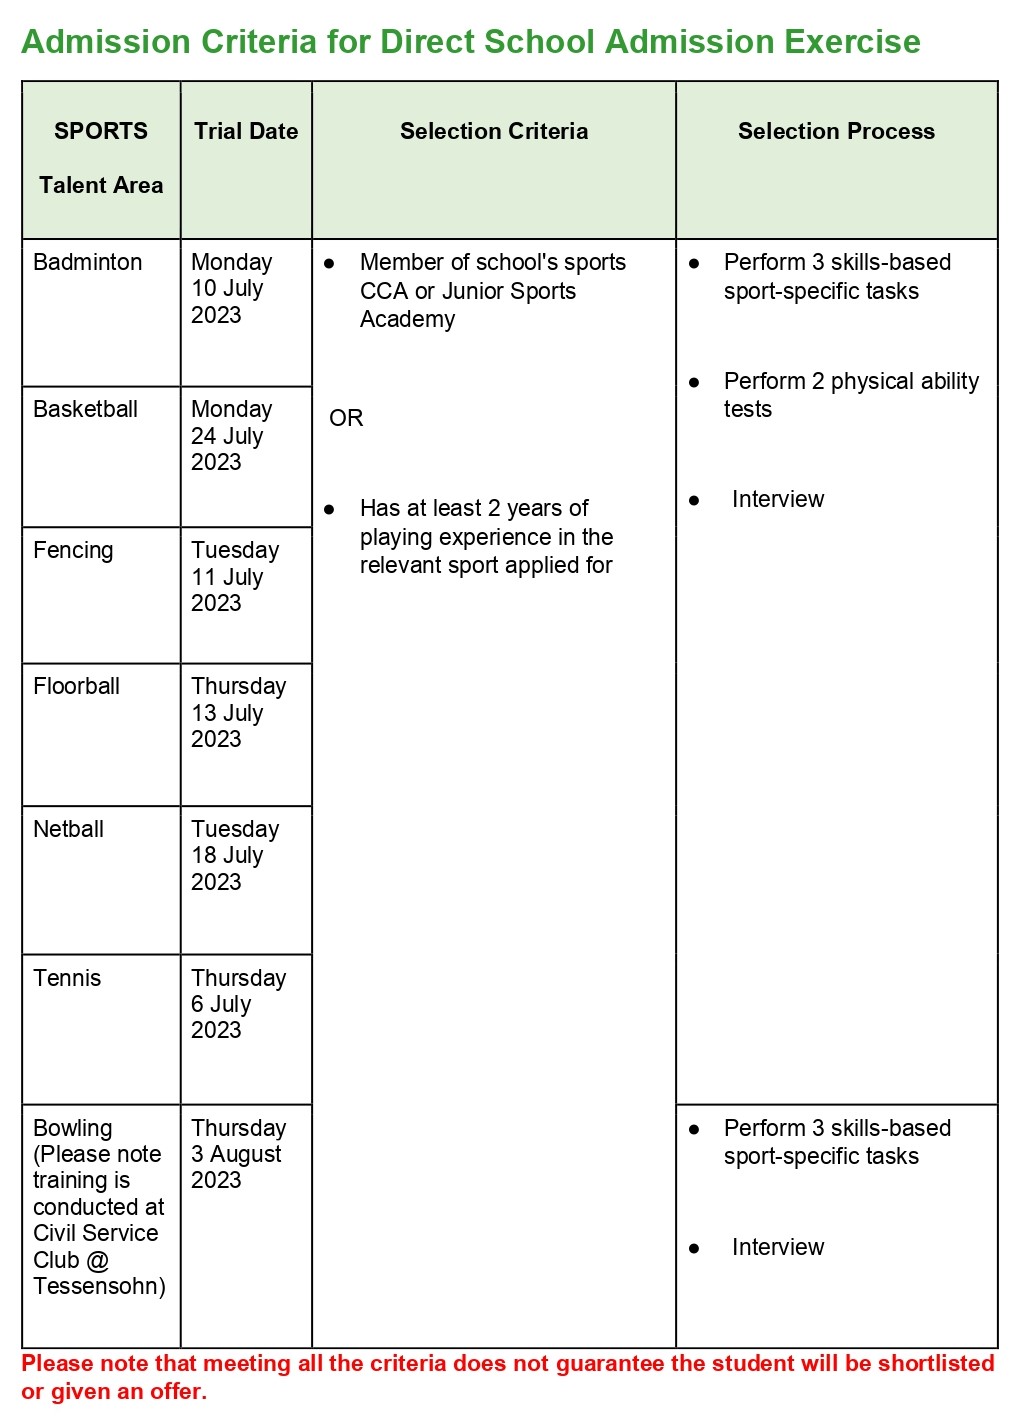 Admission Criteria for Direct School Admission Exercise
SPORTS
Talent Area
Trial Date
Selection Criteria
Selection Process
Badminton
Monday
10 July
2023
● Member of school's sports
CCA or Junior Sports
Academy
OR
● Has at least 2 years of
playing experience in the
relevant sport applied for
● Perform 3 skills-based
sport-specific tasks
● Perform 2 physical ability
tests
● Interview
Basketball
Monday
24 July
2023
Fencing
Tuesday
11 July
2023
Floorball
Thursday
13 July
2023
Netball
Tuesday
18 July
2023
Tennis
Thursday
6 July
2023
Bowling
(Please note
training is
conducted at
Civil Service
Club @
Tessensohn)
Thursday
3 August
2023
● Perform 3 skills-based
sport-specific tasks
● Interview
Please note that meeting all the criteria does not guarantee the student will be shortlisted
or given an offer.